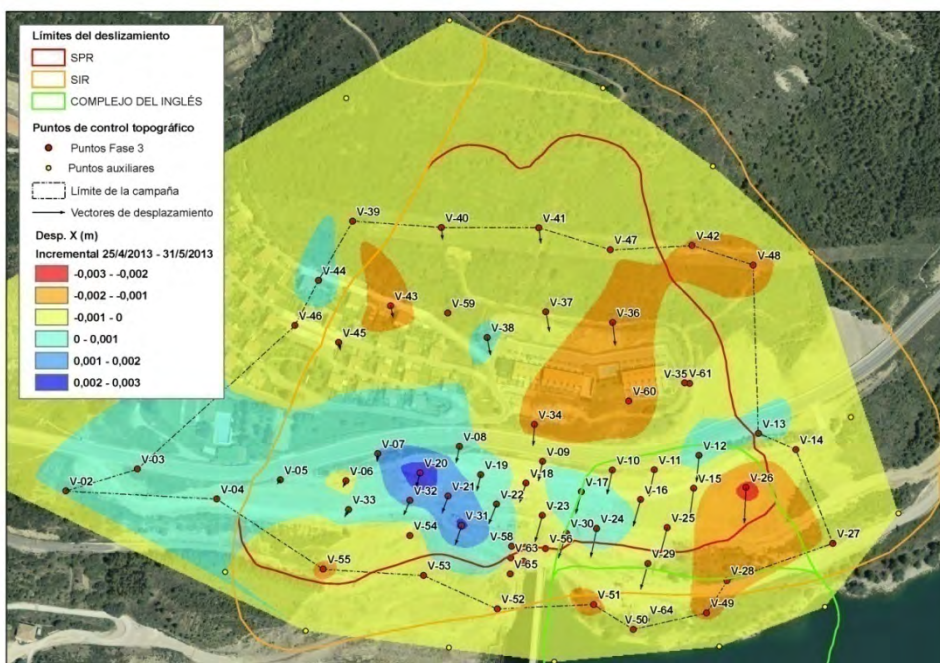 Límites del deslizamiento
SPR
SIR
COMPLEJO DEL INGLÉS
Puntos de control topográfico
Puntos Fase 3
Puntos auxiliares
Límite de la campaña
Vectores de desplazamiento
Desp. X (m)
Incremental 25/4/2013 - 31/5/2013
-0,003 - -0,002
-0,002 - -0,001
-0,001 - 0
0 - 0,001
0,001 - 0,002
0,002 - 0,003
V-39
V-40
V-41
V-47
V-42
V-48
V-44
V-43
V-59
V-37
V-36
V-46
V-45
V-38
V-35
V-61
V-60
V-34
V-13
V-14
V-03
V-07
V-08
V-09
V-12
V-02
V-05
V-06
V-20
V-19
V-18
V-10
V-11
V-26
V-04
V-33
V-32
V-21
V-22
V-17
V-16
V-15
V-54
V-31
V-23
V-30
V-24
V-25
V-27
V-58
V-63
V-56
V-55
V-53
V-65
V-29
V-28
V-52
V-51
V-50
V-64
V-49